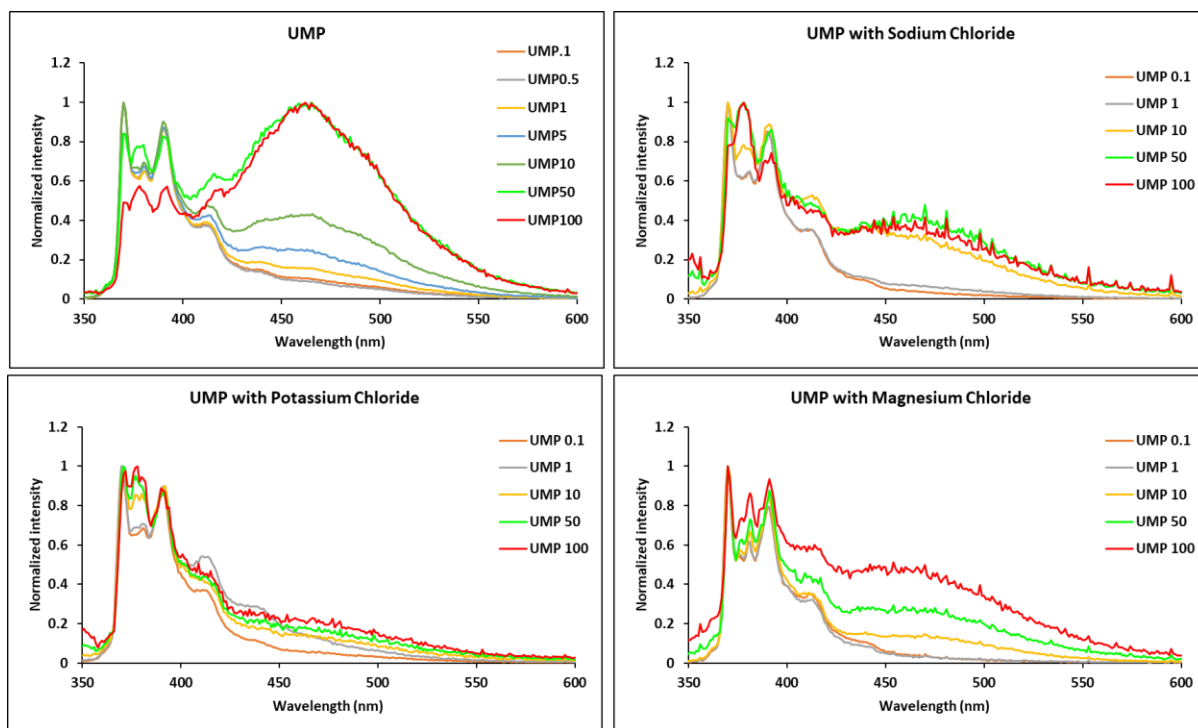 UMP
1.2
1
0.8
0.6
0.4
0.2
0
Normalized intensity
350
400
450
500
550
600
Wavelength (nm)
UMP.1
UMP0.5
UMP1
UMP5
UMP10
UMP50
UMP100
UMP with Sodium Chloride
1.2
1
0.8
0.6
0.4
0.2
0
Normalized intensity
350
400
450
500
550
600
Wavelength (nm)
UMP 0.1
UMP 1
UMP 10
UMP 50
UMP 100
UMP with Potassium Chloride
1.2
1
0.8
0.6
0.4
0.2
0
Normalized intensity
350
400
450
500
550
600
Wavelength (nm)
UMP 0.1
UMP 1
UMP 10
UMP 50
UMP 100
UMP with Magnesium Chloride
1.2
1
0.8
0.6
0.4
0.2
0
Normalized intensity
350
400
450
500
550
600
Wavelength (nm)
UMP 0.1
UMP 1
UMP 10
UMP 50
UMP 100